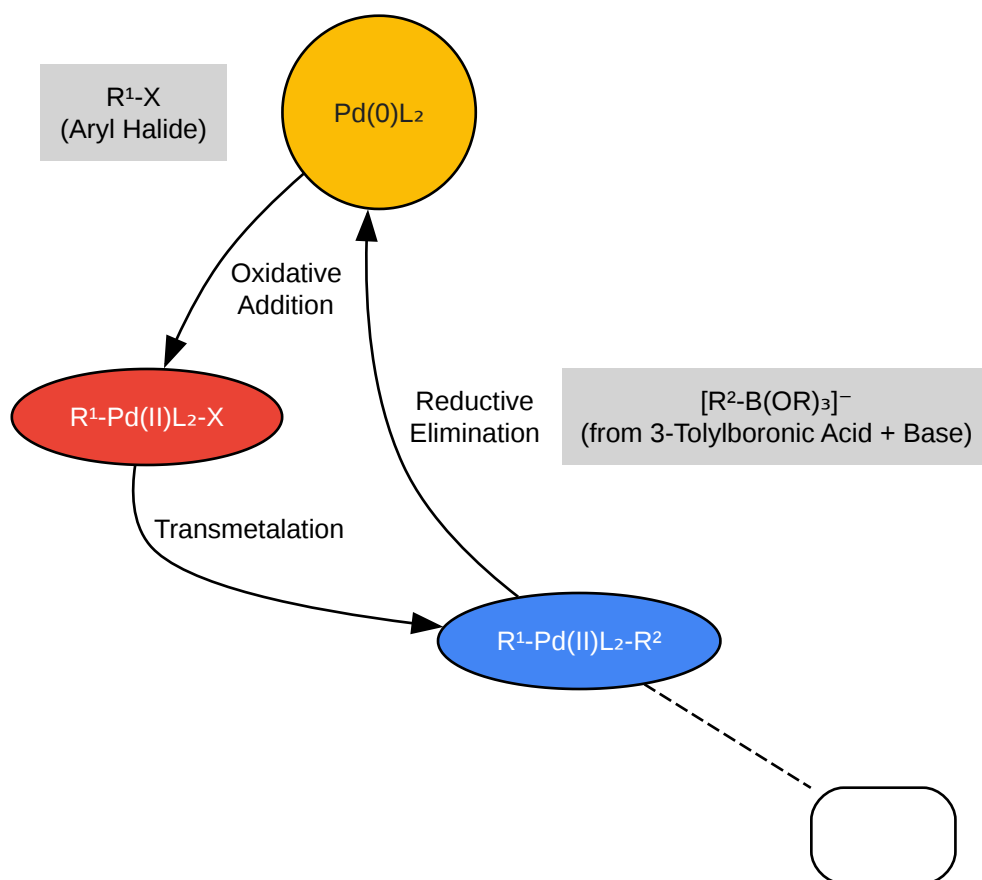 R¹-X
(Aryl Halide)
Pd(0)L₂
Oxidative
Addition
R¹-Pd(II)L₂-X
Reductive
Elimination
[R²-B(OR)₃]⁻
(from 3-Tolylboronic Acid + Base)
Transmetalation
R¹-Pd(II)L₂-R²